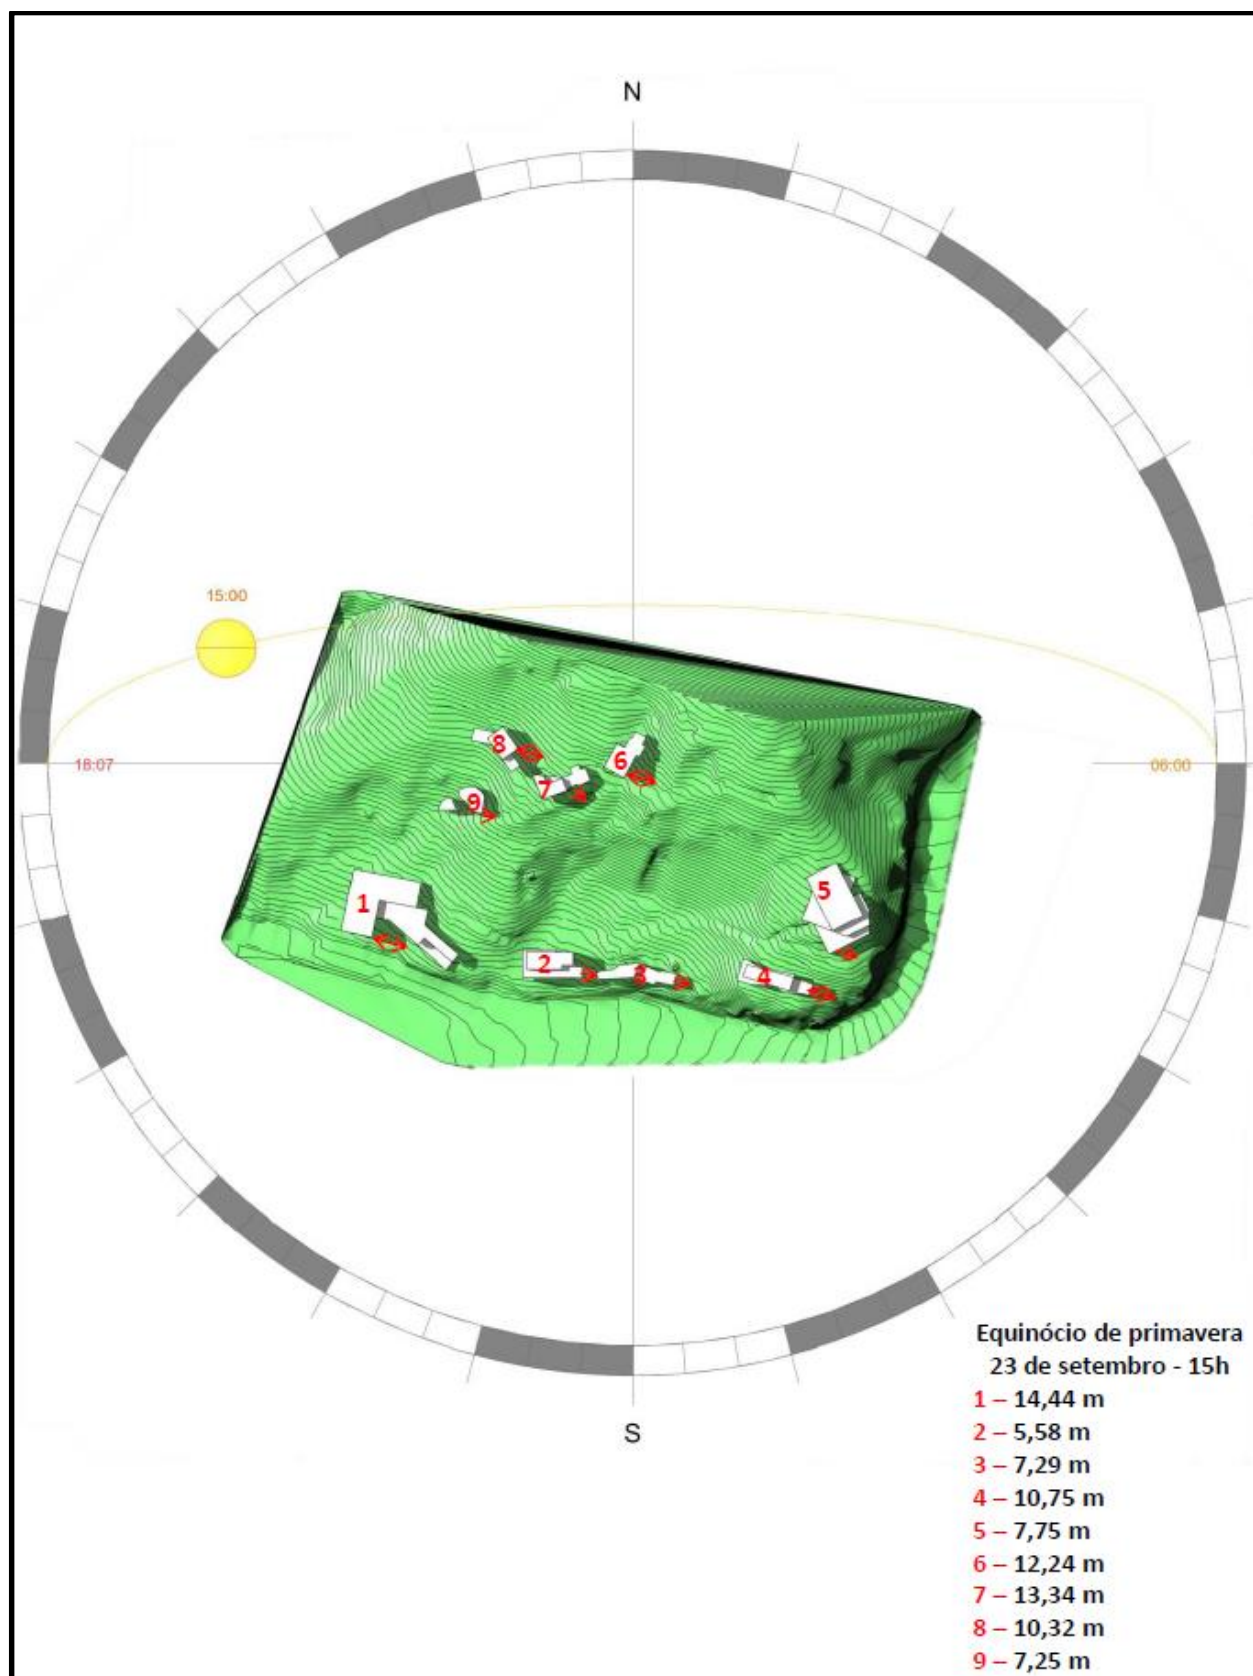 N
15:00
8
6
7
9
18:07
06:00
5
1
2
3
4
S
Equinócio de primavera
23 de setembro - 15h
1 – 14,44 m
2 – 5,58 m
3 – 7,29 m
4 – 10,75 m
5 – 7,75 m
6 – 12,24 m
7 – 13,34 m
8 – 10,32 m
9 – 7,25 m